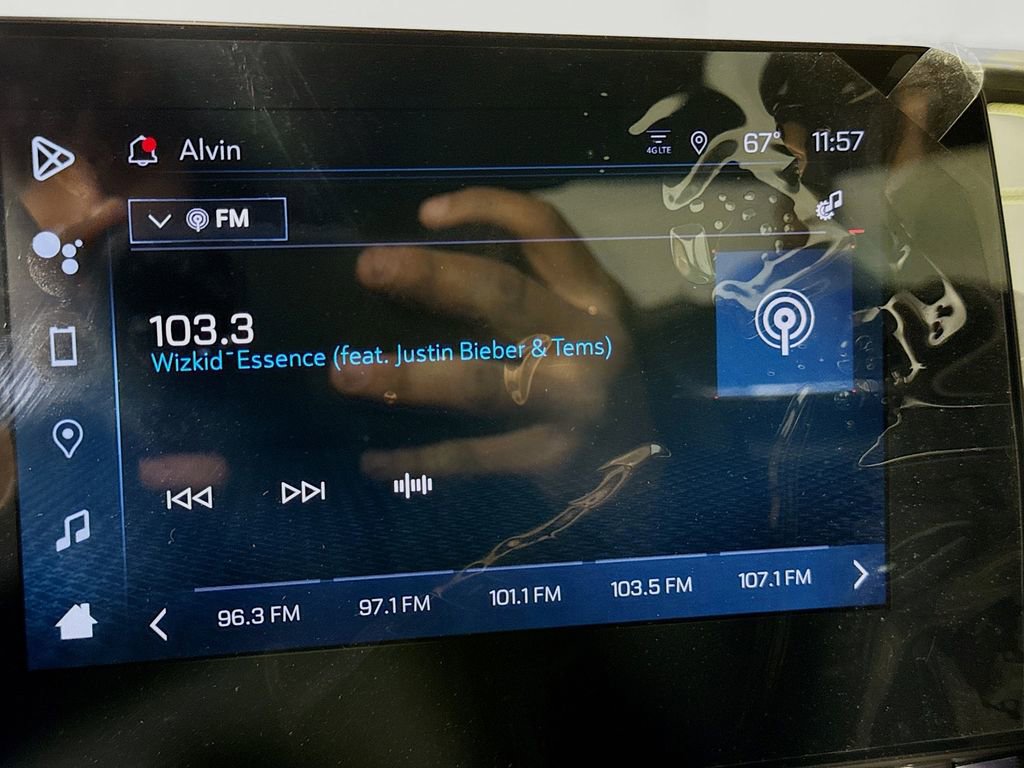 Alvin
4G LTE
67°
11:57
FM
103.3
Wizkid-Essence (feat. Justin Bieber & Tems)
96.3 FM
97.1 FM
101.1 FM
103.5 FM
107.1 FM